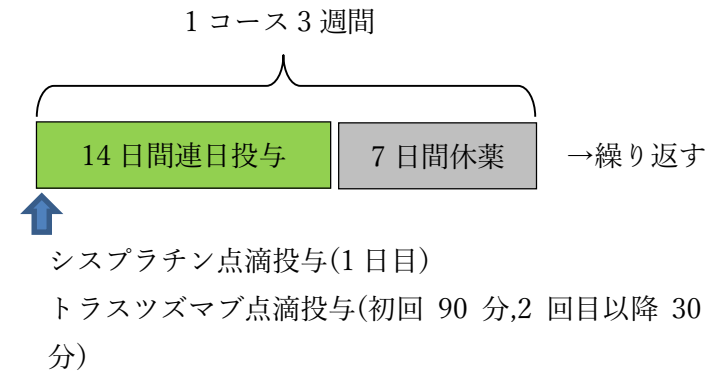 1 コース 3 週間
14 日間連日投与
7 日間休薬
→繰り返す
シスプラチン点滴投与(1 日目)
トラスツズマブ点滴投与(初回 90 分,2 回目以降 30
分)